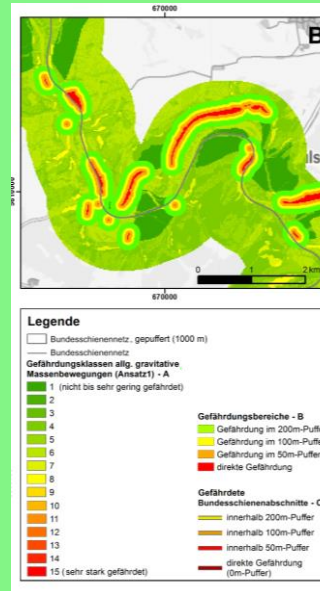 670000
B
0 1 2 km
670000
Legende
Bundesschienennetz, gepuffert (1000 m)
Bundesschienennetz
Gefährdungsklassen allg. gravitative
Massenbewegungen (Ansatz1) - A
1 (nicht bis sehr gering gefährdet)
2
3
4
5
6
7
8
9
10
11
12
13
14
15 (sehr stark gefährdet)
Gefährdungsbereiche - B
Gefährdung im 200m-Puffe
Gefährdung im 100m-Puffe
Gefährdung im 50m-Puffer
direkte Gefährdung
Gefährdete
Bundesschienenabschnitte - C
innerhalb 200m-Puffer
innerhalb 100m-Puffer
innerhalb 50m-Puffer
direkte Gefährdung
(0m-Puffer)